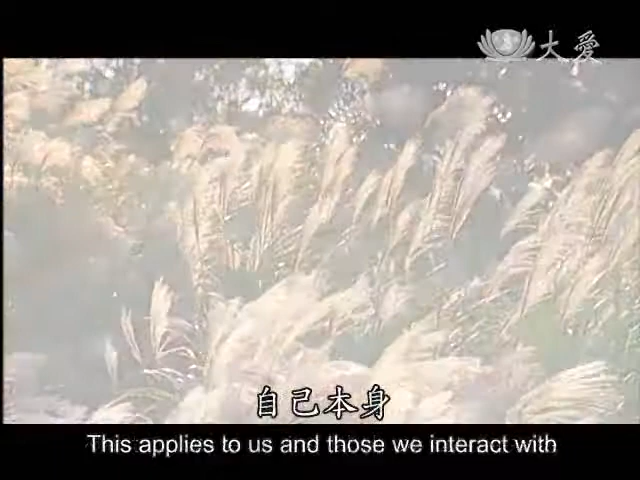 大愛
自己本身
This applies to us and those we interact with